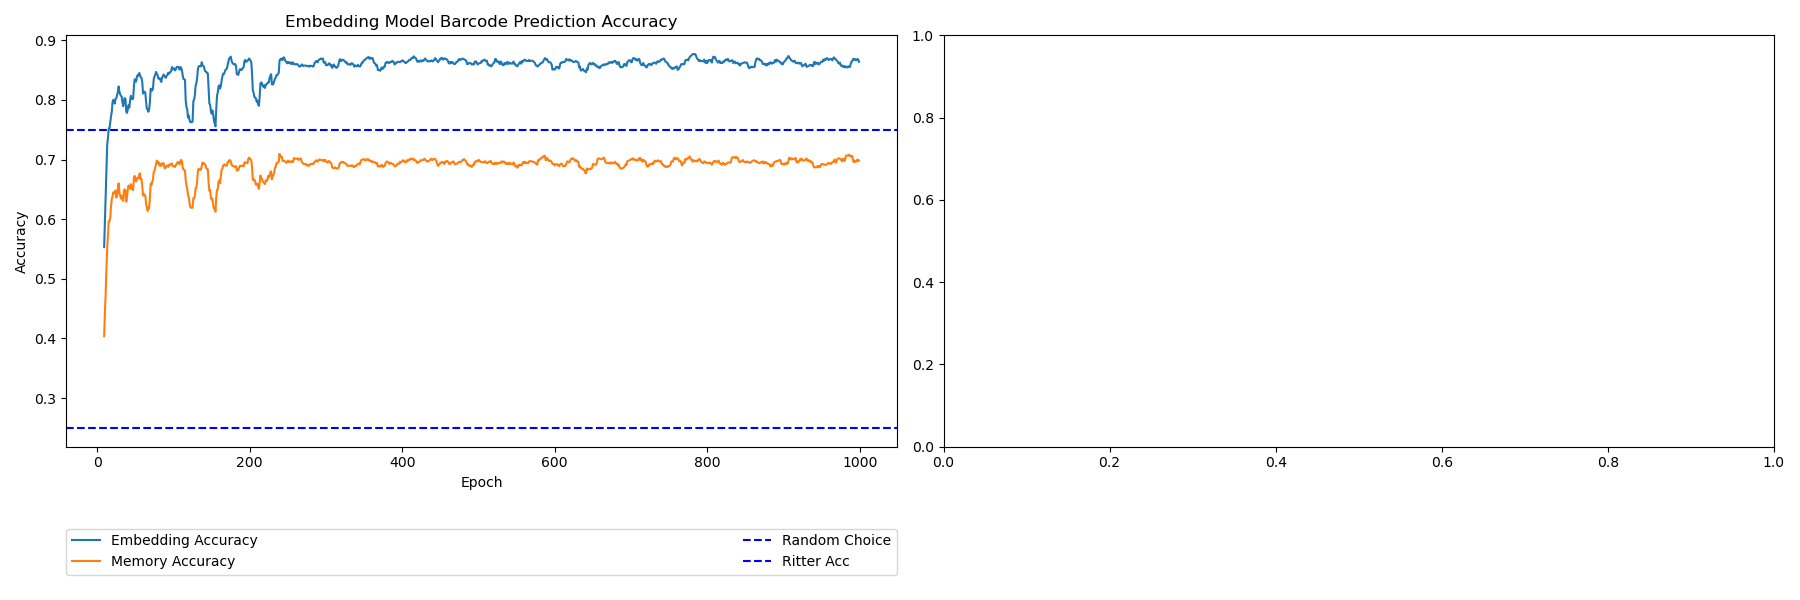 Embedding Model Barcode Prediction Accuracy
Accuracy
0.9
0.8
0.7
0.6
0.5
0.4
0.3
0 200 400 600 800 1000
Epoch
Embedding Accuracy
Memory Accuracy
Random Choice
Ritter Acc
1.0
0.8
0.6
0.4
0.2
0.0
0.0 0.2 0.4 0.6 0.8 1.0